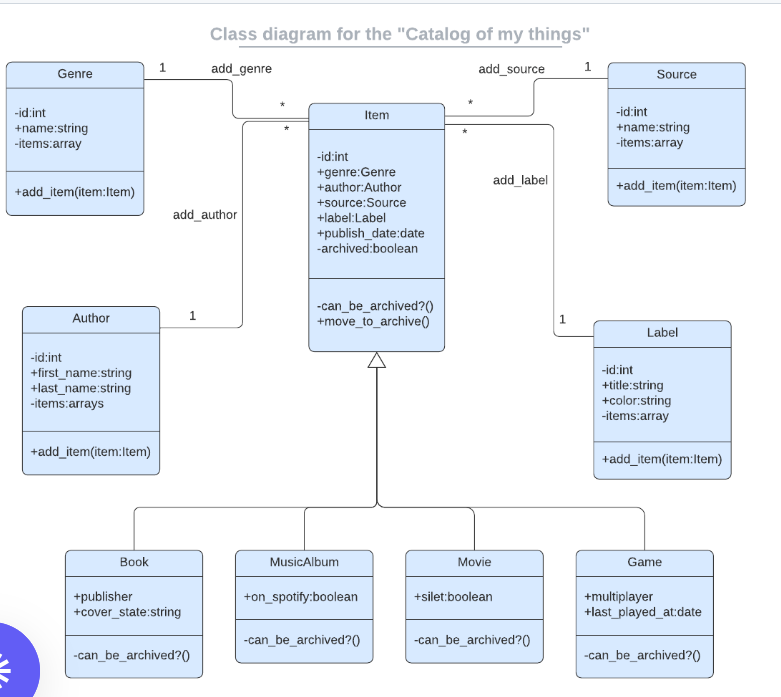 Class diagram for the "Catalog of my things"
1
add_genre
*
Genre
-id:int
+name:string
-items:array
+add_item(item:Item)
add_source
1
*
Source
-id:int
+name:string
-items:array
+add_item(item:Item)
Item
-id:int
+genre:Genre
+author:Author
+source:Source
+label:Label
+publish_date:date
-archived:boolean
-can_be_archived?()
+move_to_archive()
*
add_author
1
Author
-id:int
+first_name:string
+last_name:string
-items:arrays
+add_item(item:Item)
*
add_label
1
Label
-id:int
+title:string
+color:string
-items:array
+add_item(item:Item)
Book
+publisher
+cover_state:string
-can_be_archived?()
MusicAlbum
+on_spotify:boolean
-can_be_archived?()
Movie
+silet:boolean
-can_be_archived?()
Game
+multiplayer
+last_played_at:date
-can_be_archived?()